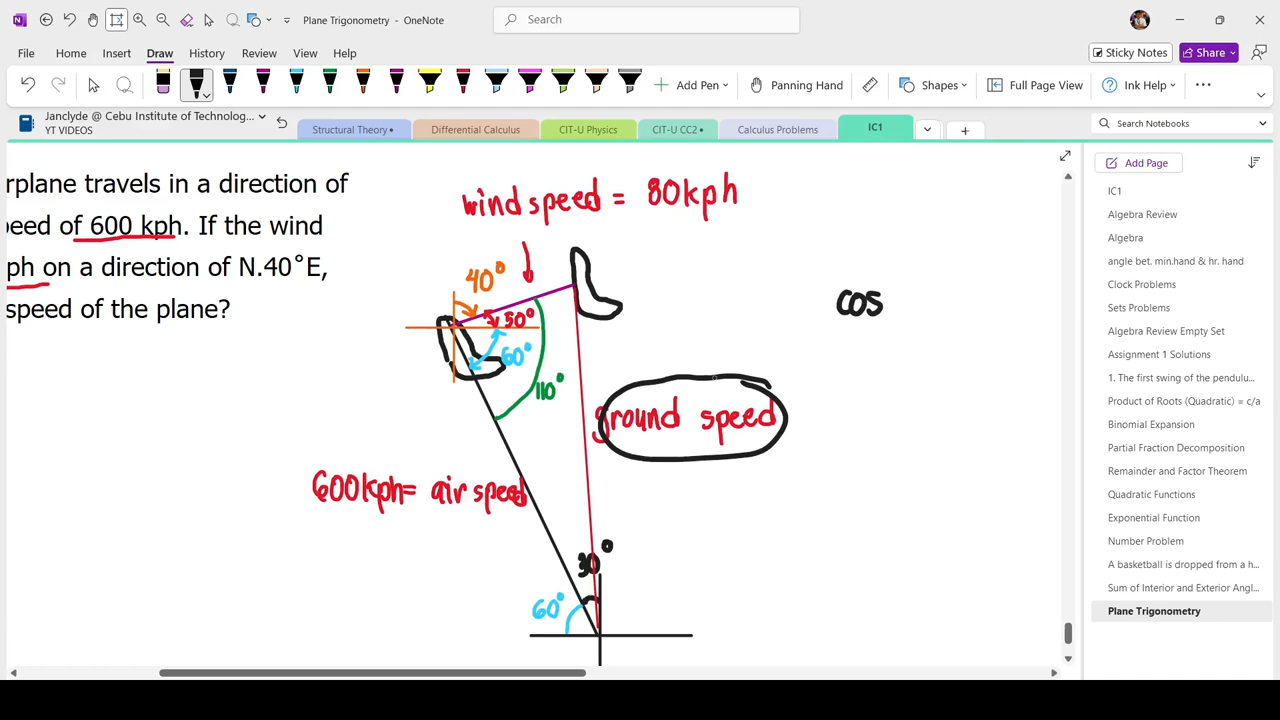 Plane Trigonometry - OneNote
Search
File Home Insert Draw History Review View Help
Sticky Notes
Share
Add Pen
Panning Hand
Shapes
Full Page View
Ink Help
Janclyde @ Cebu Institute of Technolog...
YT VIDEOS
Structural Theory
Differential Calculus
CIT-U Physics
CIT-U CC2
Calculus Problems
IC1
Search Notebooks
Add Page
IC1
Algebra Review
Algebra
angle bet. min.hand & hr. hand
Clock Problems
Sets Problems
Algebra Review Empty Set
Assignment 1 Solutions
1. The first swing of the pendulu...
Product of Roots (Quadratic) = c/a
Binomial Expansion
Partial Fraction Decomposition
Remainder and Factor Theorem
Quadratic Functions
Exponential Function
Number Problem
A basketball is dropped from a h...
Sum of Interior and Exterior Angl...
Plane Trigonometry
rplane travels in a direction of
peed of 600 kph. If the wind
ph on a direction of N.40°E,
speed of the plane?
wind speed = 80kph
40°
50°
60°
110°
cos
ground speed
600kph= air speed
30°
60°